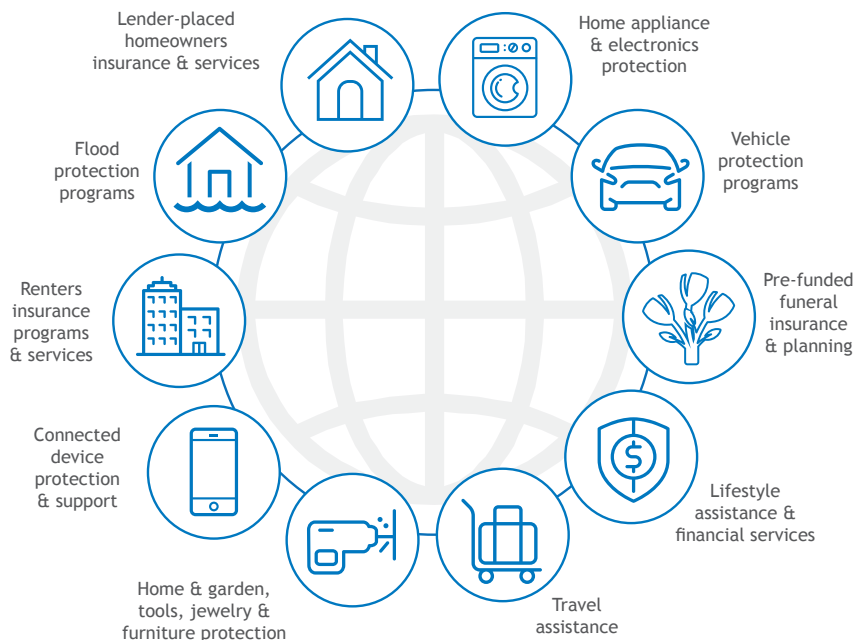 Lender-placed
homeowners
insurance & services
Home appliance
& electronics
protection
Flood
protection
programs
Vehicle
protection
programs
Renters
insurance
programs
& services
Pre-funded
funeral
insurance
& planning
Connected
device
protection
& support
$
Lifestyle
assistance &
financial services
Home & garden,
tools, jewelry &
furniture protection
Travel
assistance